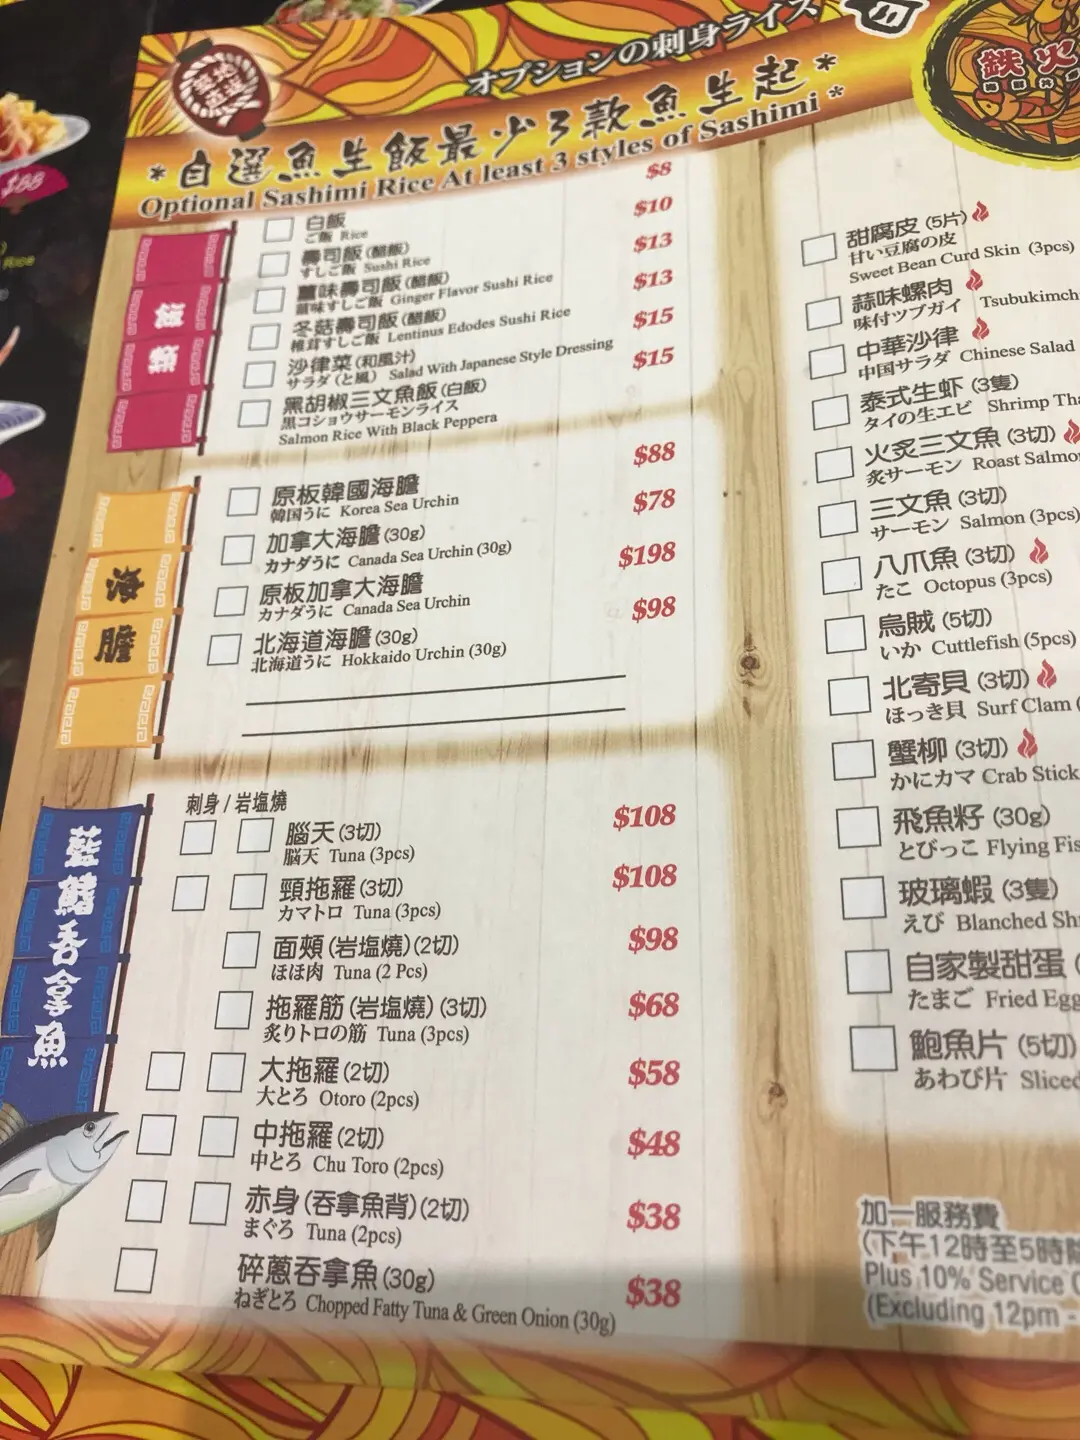 オプションの刺身ライス
*自選魚生飯最少3款魚生起*
Optional Sashimi Rice At least 3 styles of Sashimi *
鉄火
$88
Rice
飯類
白飯
ご飯 Rice
$8
壽司飯(醋飯)
すしご飯 Sushi Rice
$10
薑味壽司飯(醋飯)
薑味すしご飯 Ginger Flavor Sushi Rice
$13
冬菇壽司飯(醋飯)
椎茸すしご飯 Lentinus Edodes Sushi Rice
$13
沙律菜(和風汁)
サラダ(と風) Salad With Japanese Style Dressing
$15
黑胡椒三文魚飯(白飯)
黒コショウサーモンライス
Salmon Rice With Black Peppera
$15
海膽
原板韓國海膽
韓国うに Korea Sea Urchin
$88
加拿大海膽(30g)
カナダうに Canada Sea Urchin (30g)
$78
原板加拿大海膽
カナダうに Canada Sea Urchin
$198
北海道海膽(30g)
北海道うに Hokkaido Urchin (30g)
$98
藍鰭吞拿魚
刺身/岩塩燒
腦天(3切)
脳天 Tuna (3pcs)
$108
頸拖羅(3切)
カマトロ Tuna (3pcs)
$108
面頰(岩塩燒)(2切)
ほほ肉 Tuna (2 Pcs)
$98
拖羅筋(岩塩燒)(3切)
炙りトロの筋 Tuna (3pcs)
$68
大拖羅(2切)
大とろ Otoro (2pcs)
$58
中拖羅(2切)
中とろ Chu Toro (2pcs)
$48
赤身(吞拿魚背)(2切)
まぐろ Tuna (2pcs)
$38
碎蔥吞拿魚(30g)
ねぎとろ Chopped Fatty Tuna & Green Onion (30g)
$38
甜腐皮(5片)
甘い豆腐の皮
Sweet Bean Curd Skin (3pcs)
蒜味螺肉
味付ツブガイ Tsubukimch
中華沙律
中国サラダ Chinese Salad
泰式生虾(3隻)
タイの生エビ Shrimp Tha
火炙三文魚(3切)
炙サーモン Roast Salmo
三文魚(3切)
サーモン Salmon (3pcs)
八爪魚(3切)
たこ Octopus (3pcs)
烏賊(5切)
いか Cuttlefish (5pcs)
北寄貝(3切)
ほっき貝 Surf Clam (
蟹柳(3切)
かにカマ Crab Stick
飛魚籽(30g)
とびっこ Flying Fis
玻璃蝦(3隻)
えび Blanched Sh
自家製甜蛋(
たまご Fried Egg
鮑魚片(5切)
あわび片 Sliced
加一服務費
(下午12時至5時
Plus 10% Service C
(Excluding 12pm -